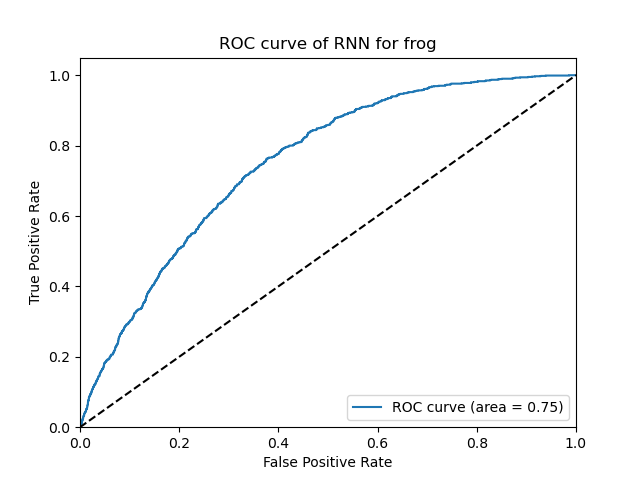 ROC curve of RNN for frog
True Positive Rate
1.0
0.8
0.6
0.4
0.2
0.0
0.0 0.2 0.4 0.6 0.8 1.0
False Positive Rate
ROC curve (area = 0.75)